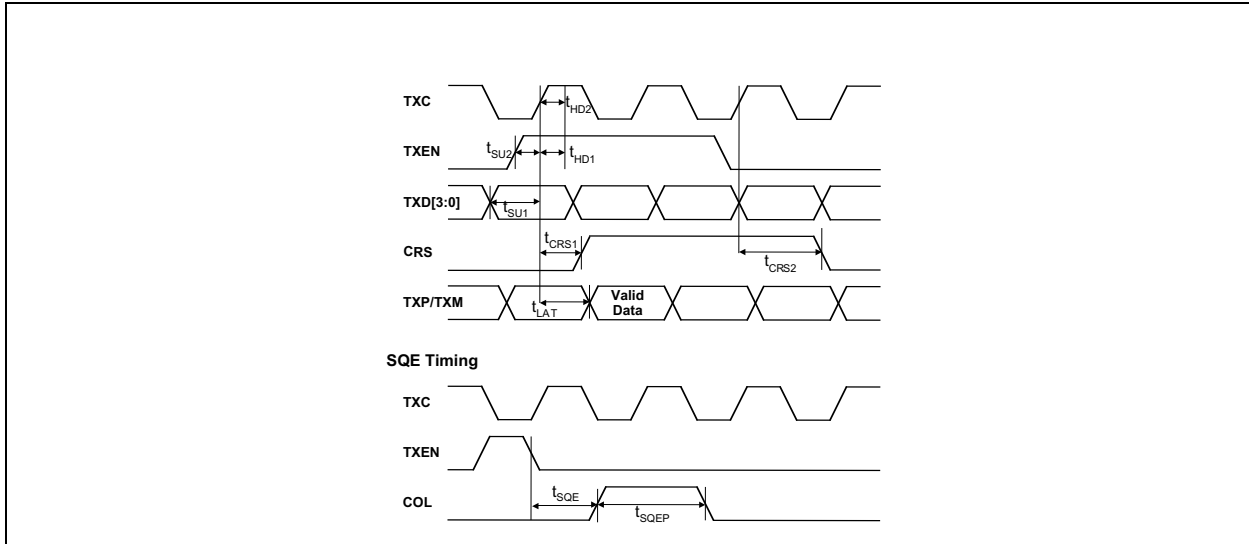 TXC
tHD2
TXEN
tSU2
tHD1
TXD[3:0]
tSU1
CRS
tCRS1
tCRS2
TXP/TXM
tLAT
Valid
Data
SQE Timing
TXC
TXEN
COL
tSQE
tSQEP